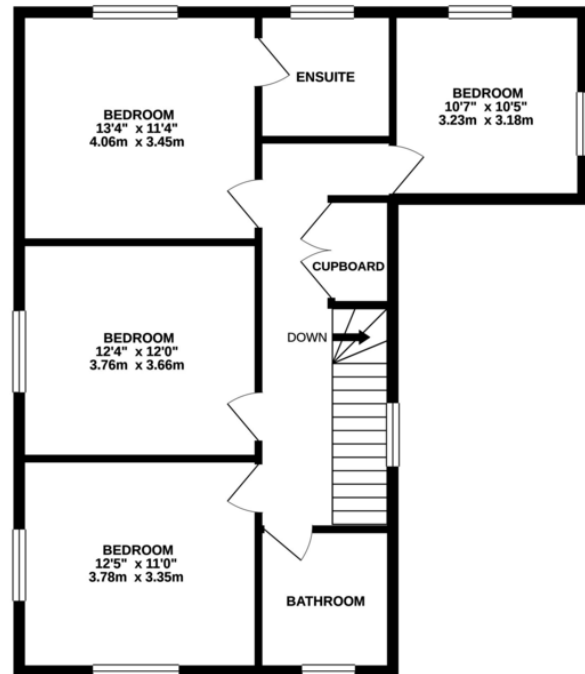 BEDROOM
13'4" x 11'4"
4.06m x 3.45m
ENSUITE
BEDROOM
10'7" x 10'5"
3.23m x 3.18m
CUPBOARD
DOWN
BEDROOM
12'4" x 12'0"
3.76m x 3.66m
BEDROOM
12'5" x 11'0"
3.78m x 3.35m
BATHROOM